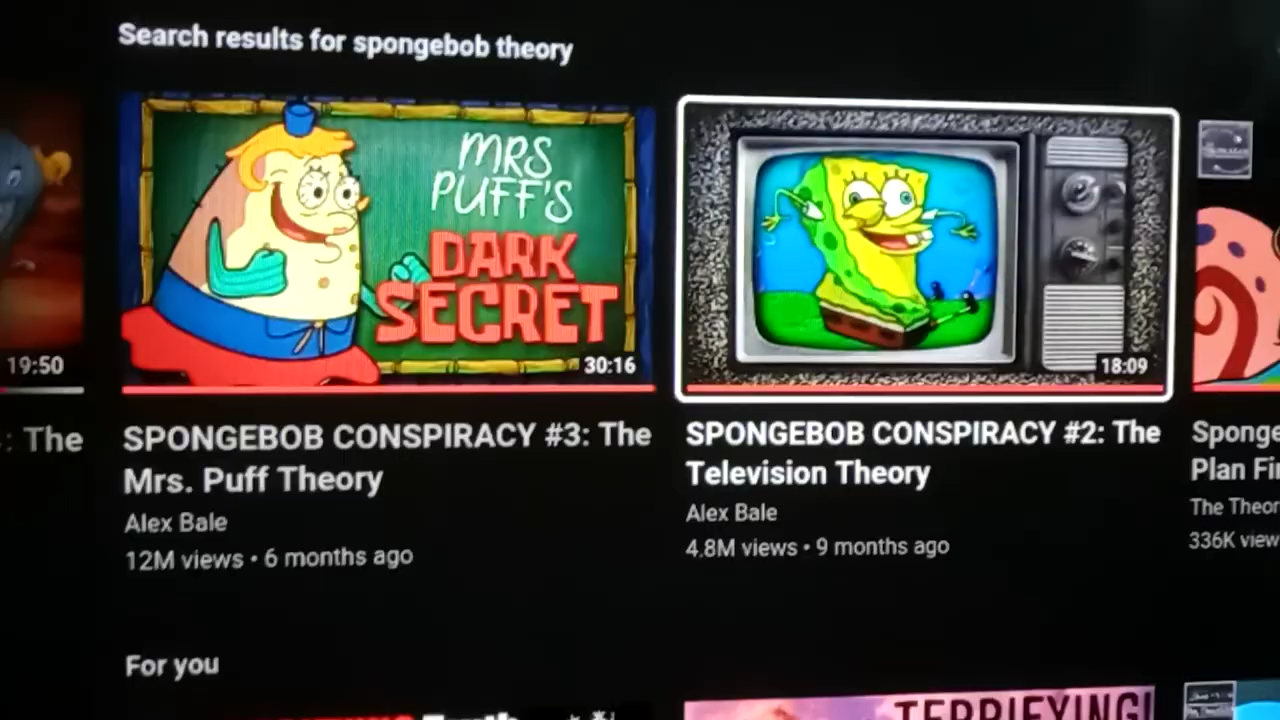 Search results for spongebob theory
MRS
PUFF'S
DARK
SECRET
19:50
30:16
18:09
: The
SPONGEBOB CONSPIRACY #3: The
Mrs. Puff Theory
Alex Bale
12M views • 6 months ago
SPONGEBOB CONSPIRACY #2: The
Television Theory
Alex Bale
4.8M views • 9 months ago
Sponge
Plan Fi
The Theor
336K view
For you
TERRIFYING!